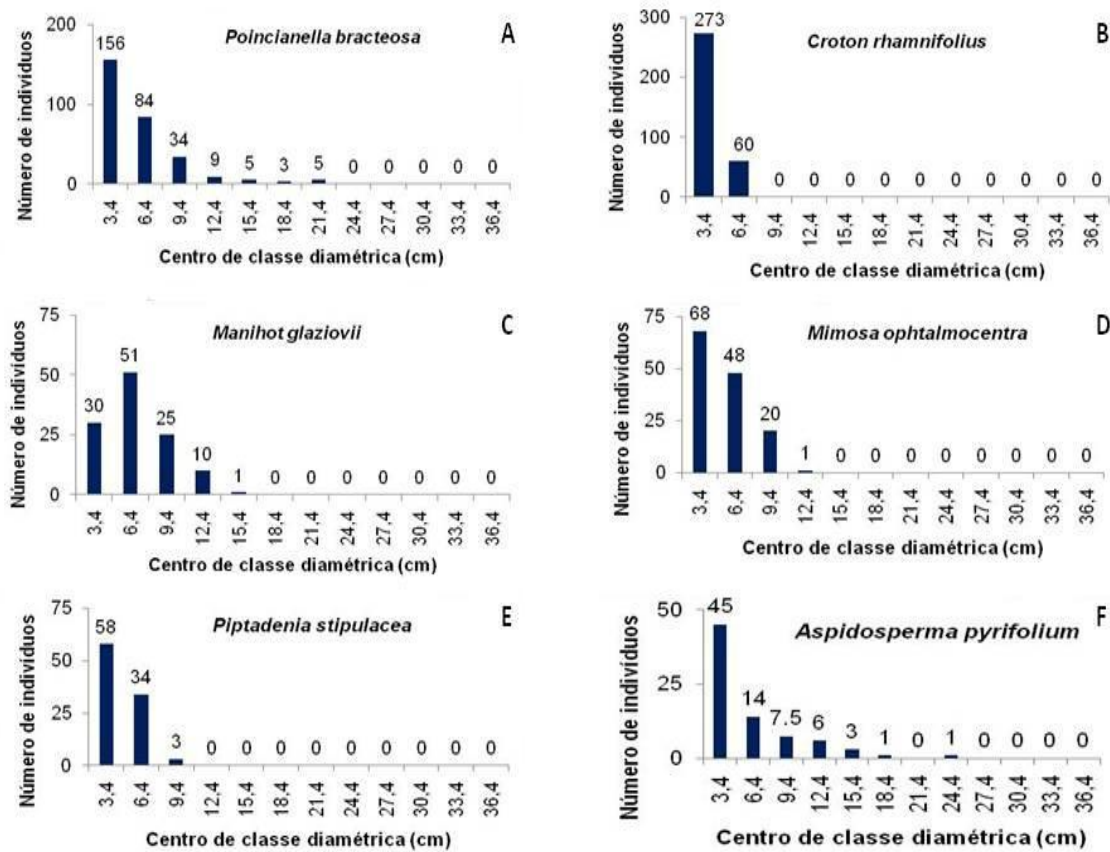 Poincianella bracteosa
A
Número de indivíduos
200
100
0
156 84 34 9 5 3 5 0 0 0 0 0
3,4 6,4 9,4 12,4 15,4 18,4 21,4 24,4 27,4 30,4 33,4 36,4
Centro de classe diamétrica (cm)
Croton rhamnifolius
B
Número de indivíduos
300
200
100
0
273 60 0 0 0 0 0 0 0 0 0 0
3,4 6,4 9,4 12,4 15,4 18,4 21,4 24,4 27,4 30,4 33,4 36,4
Centro de classe diamétrica (cm)
Manihot glaziovii
C
Número de indivíduos
75
50
25
0
30 51 25 10 1 0 0 0 0 0 0 0
3,4 6,4 9,4 12,4 15,4 18,4 21,4 24,4 27,4 30,4 33,4 36,4
Centro de classe diamétrica (cm)
Mimosa ophtalmocentra
D
Número de indivíduos
75
50
25
0
68 48 20 1 0 0 0 0 0 0 0 0
3,4 6,4 9,4 12,4 15,4 18,4 21,4 24,4 27,4 30,4 33,4 36,4
Centro de classe diamétrica (cm)
Piptadenia stipulacea
E
Número de indivíduos
75
50
25
0
58 34 3 0 0 0 0 0 0 0 0 0
3,4 6,4 9,4 12,4 15,4 18,4 21,4 24,4 27,4 30,4 33,4 36,4
Centro de classe diamétrica (cm)
Aspidosperma pyrifolium
F
Número de indivíduos
50
25
0
45 14 7.5 6 3 1 0 1 0 0 0 0
3,4 6,4 9,4 12,4 15,4 18,4 21,4 24,4 27,4 30,4 33,4 36,4
Centro de classe diamétrica (cm)